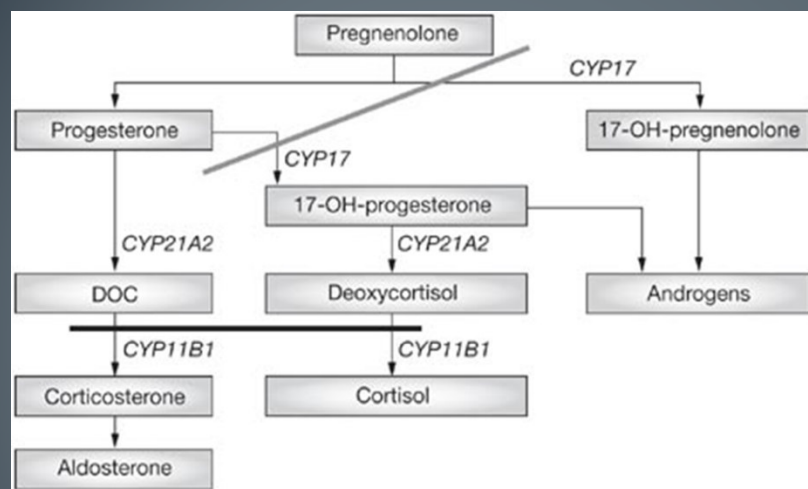 Pregnenolone
CYP17
Progesterone
17-OH-pregnenolone
CYP17
17-OH-progesterone
CYP21A2
CYP21A2
DOC
Deoxycortisol
Androgens
CYP11B1
CYP11B1
Corticosterone
Cortisol
Aldosterone